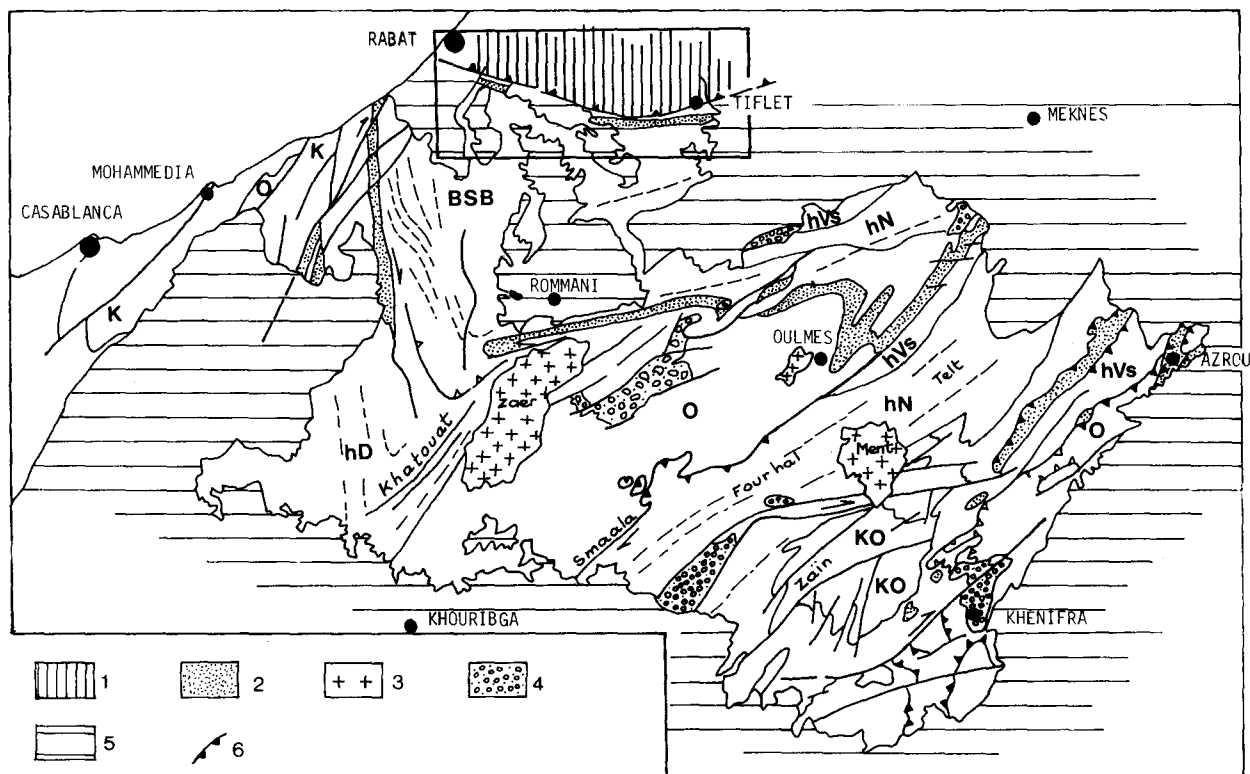 RABAT
TIFLET
MEKNES
K
MOHAMMEDIA
O
BSB
CASABLANCA
hVs
hN
K
ROMMANI
OULMES
hVs
hVs
AZROU
Telt
zaer
O
hN
O
hD
Khatouat
Ment
Fourhal
Smaala
KO
zaïn
KO
KHOURIBGA
KHENIFRA
1
2
3
4
5
6